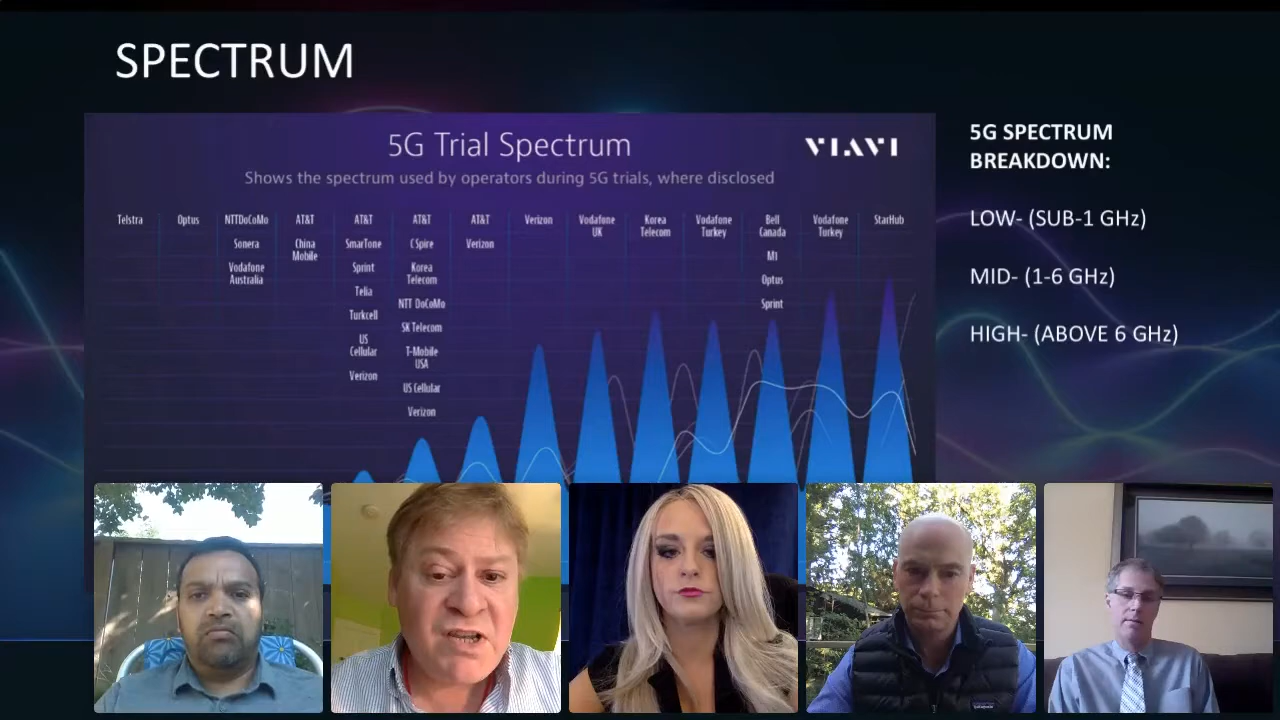 SPECTRUM
5G Trial Spectrum
VIAVI
Shows the spectrum used by operators during 5G trials, where disclosed
Telstra
Optus
NTTDoCoMo
Sonera
Vodafone
Australia
AT&T
China
Mobile
AT&T
SmarTone
Sprint
Telia
Turkcell
US
Cellular
Verizon
AT&T
C Spire
Korea
Telecom
NTT DoCoMo
SK Telecom
T-Mobile
USA
US Cellular
Verizon
AT&T
Verizon
Verizon
Vodafone
UK
Korea
Telecom
Vodafone
Turkey
Bell
Canada
M1
Optus
Sprint
Vodafone
Turkey
StarHub
5G SPECTRUM
BREAKDOWN:
LOW- (SUB-1 GHz)
MID- (1-6 GHz)
HIGH- (ABOVE 6 GHz)